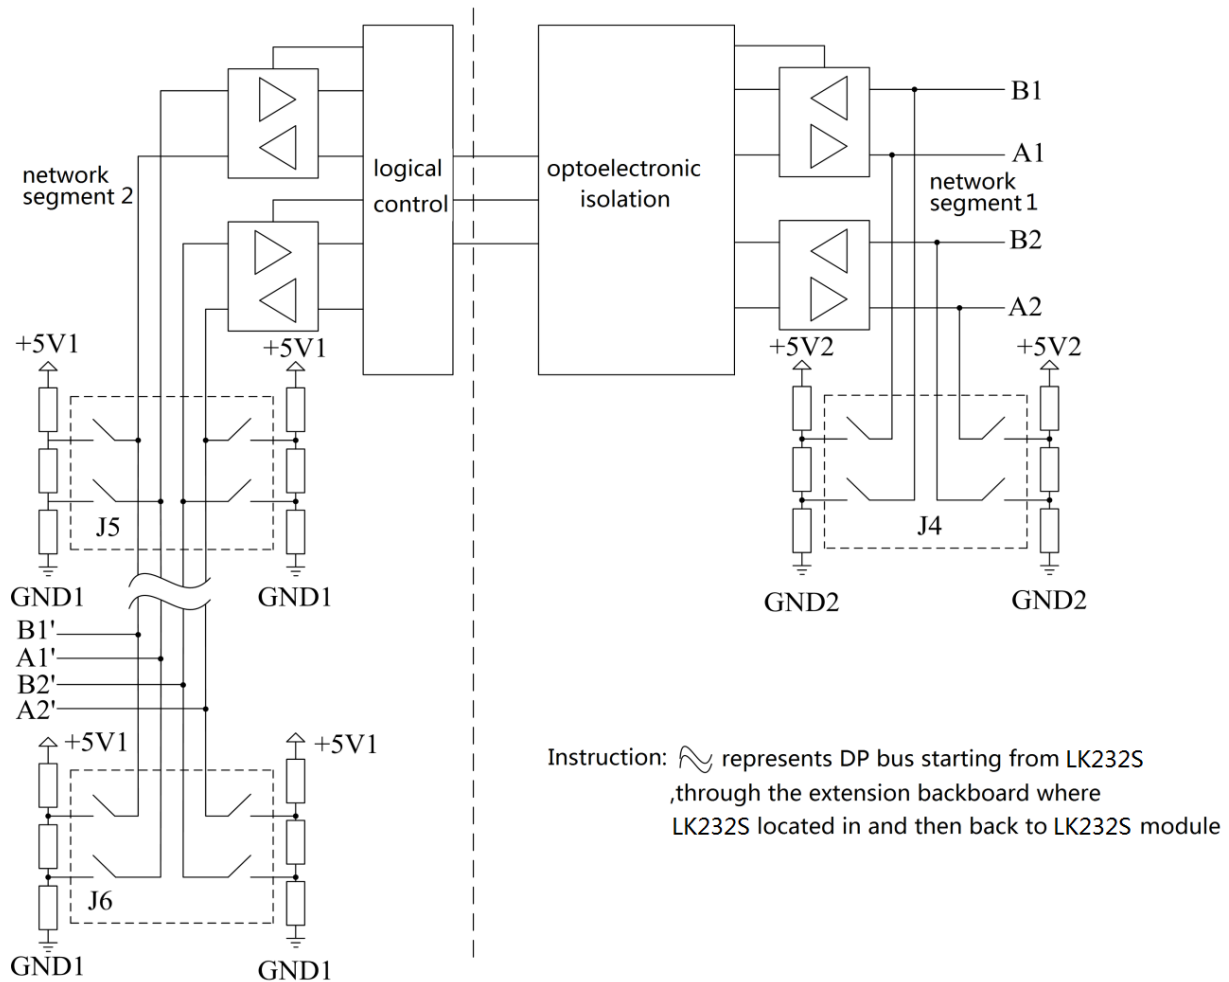 B1
A1
logical
control
optoelectronic
isolation
network
segment 2
network
segment 1
B2
A2
+5V1
+5V1
+5V2
+5V2
J5
J4
GND1
GND1
GND2
GND2
B1'
A1'
B2'
A2'
+5V1
+5V1
Instruction: represents DP bus starting from LK232S
,through the extension backboard where
LK232S located in and then back to LK232S module
J6
GND1
GND1